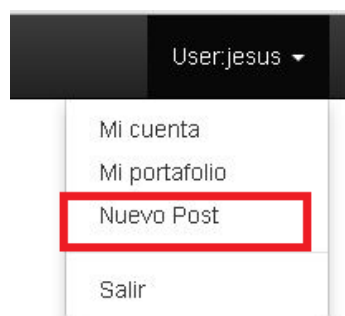 User:jesus
Mi cuenta
Mi portafolio
Nuevo Post
Salir